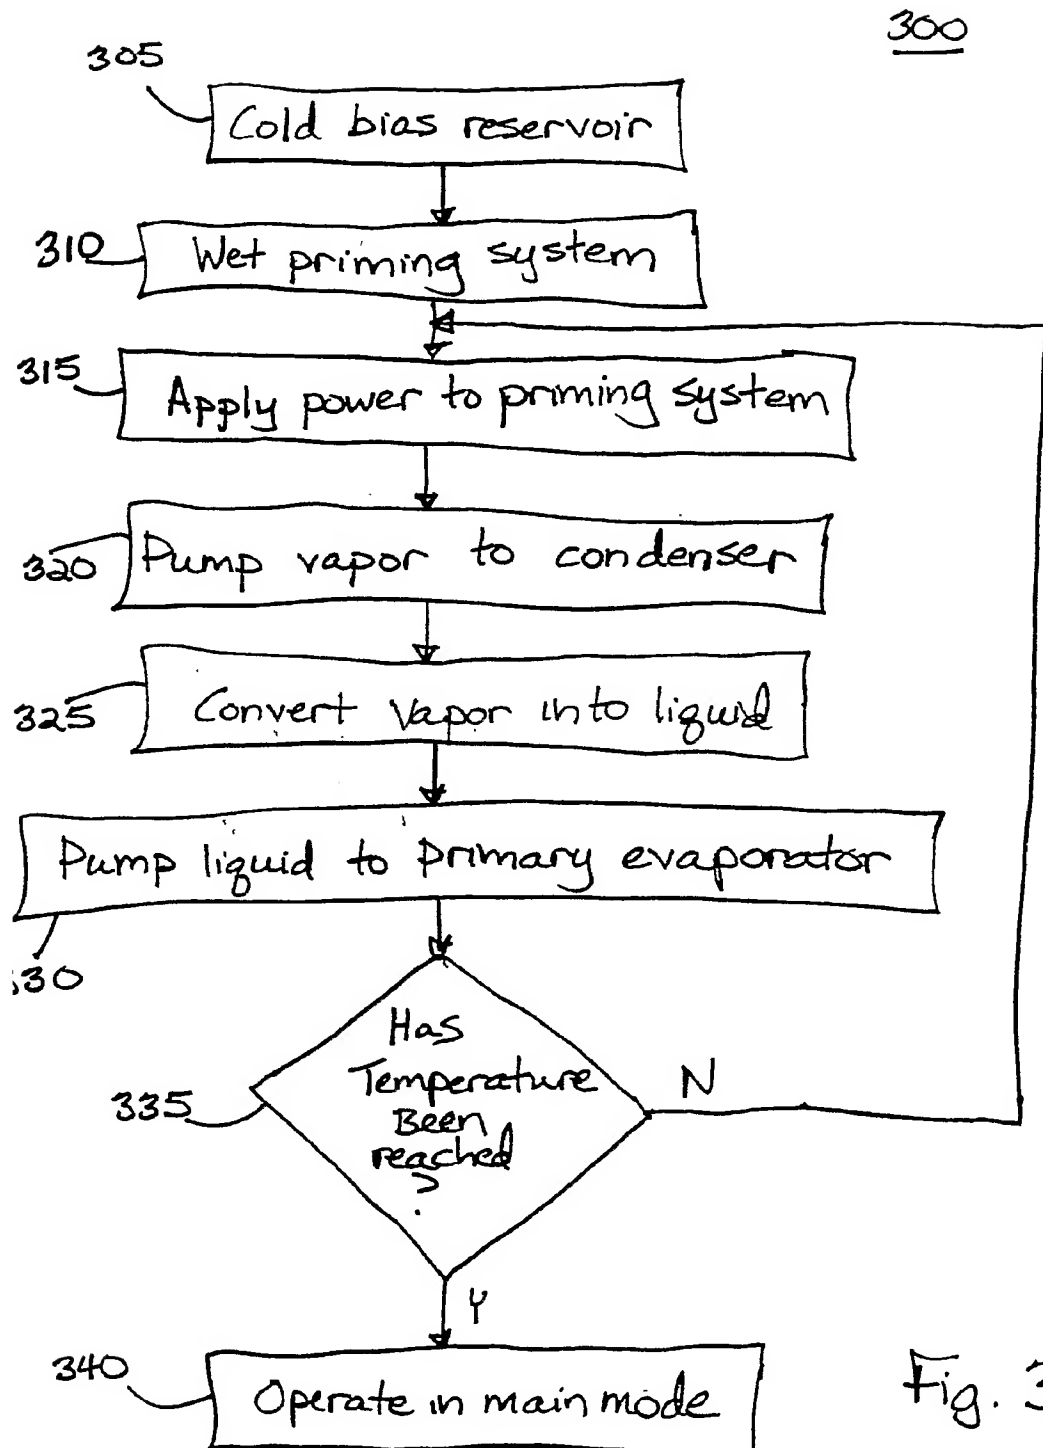 300
305
Cold bias reservoir
310
Wet priming system
315
Apply power to priming system
320
Pump vapor to condenser
325
Convert vapor into liquid
Pump liquid to primary evaporator
330
Has
Temperature
Been
reached
?
N
335
Y
340
Operate in main mode
Fig. 3